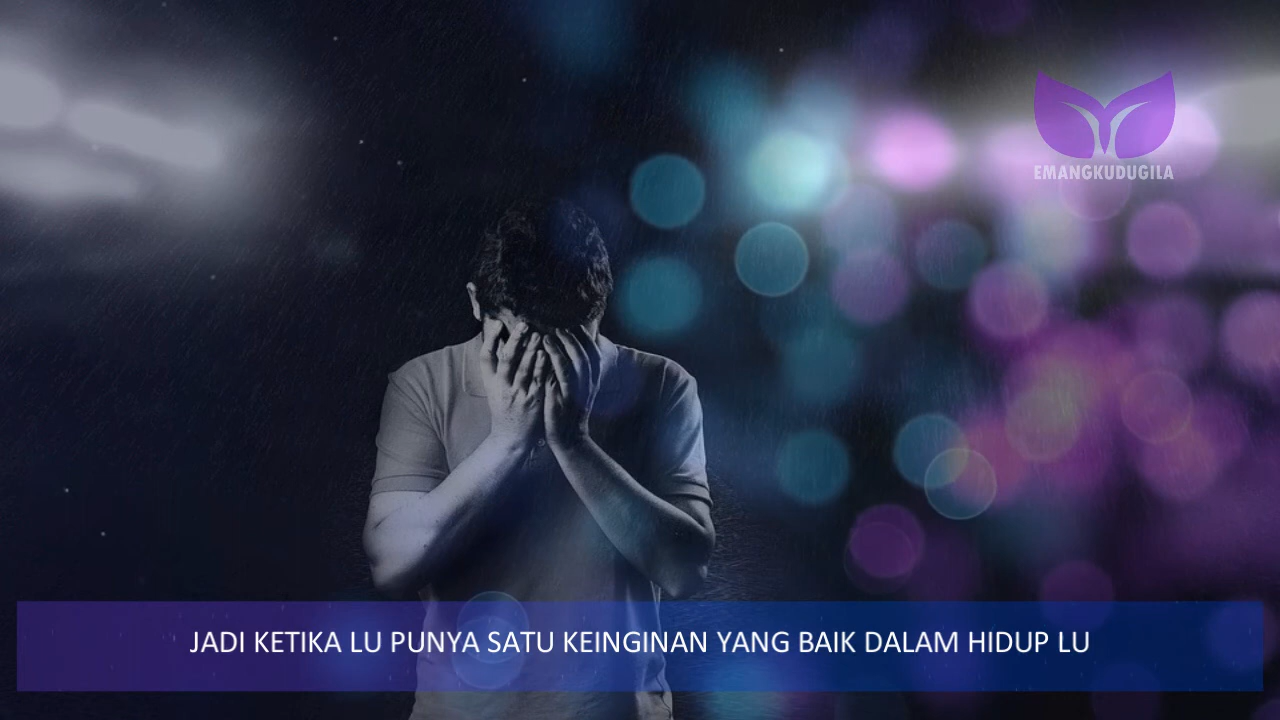 EMANGKUDUGILA
JADI KETIKA LU PUNYA SATU KEINGINAN YANG BAIK DALAM HIDUP LU